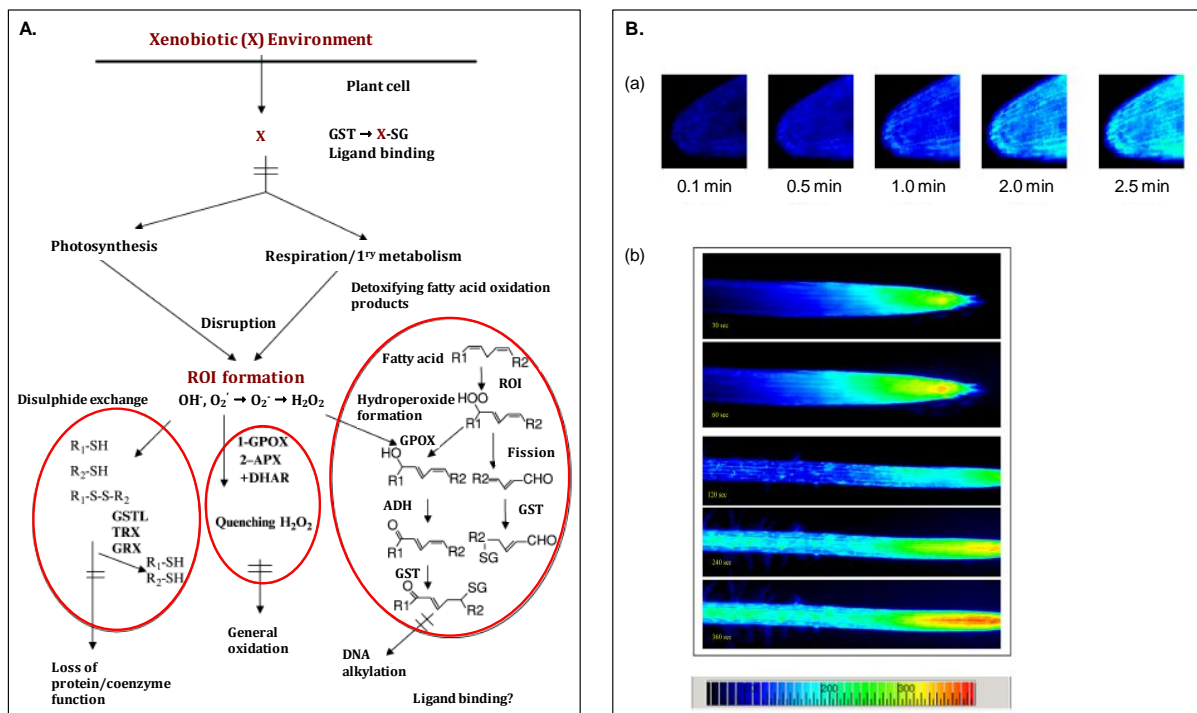 A.
Xenobiotic (X) Environment
Plant cell
X
GST → X-SG
Ligand binding
Photosynthesis
Respiration/1ry metabolism
Detoxifying fatty acid oxidation
products
Disruption
ROI formation
OH·, O₂' → O₂·⁻ → H₂O₂
Disulphide exchange
R₁-SH
R₂-SH
R₁-S-S-R₂
GSTL
TRX
GRX
R₁-SH
R₂-SH
Loss of
protein/coenzyme
function
1-GPOX
2-APX
+DHAR
Quenching H₂O₂
General
oxidation
Fatty acid
R1
R2
ROI
Hydroperoxide
formation
HOO
R1
R2
GPOX
Fission
HO
R1
R2
R2
CHO
ADH
GST
O
R1
R2
R2
SG
CHO
GST
O
SG
R1
R2
DNA
alkylation
Ligand binding?
B.
(a)
0.1 min
0.5 min
1.0 min
2.0 min
2.5 min
(b)
30 sec
60 sec
120 sec
240 sec
360 sec
200
300